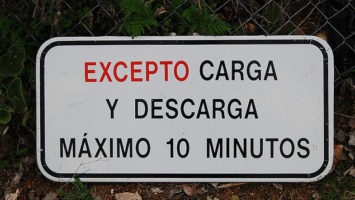 EXCEPTO CARGA
Y DESCARGA
MÁXIMO 10 MINUTOS